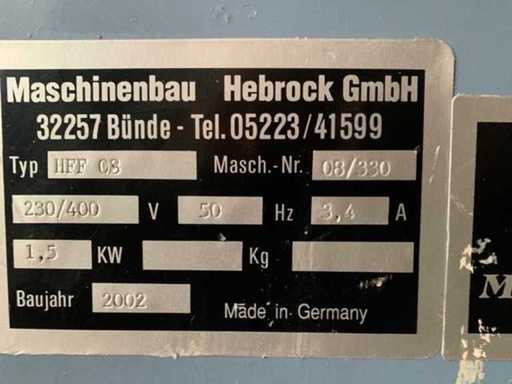 Maschinenbau Hebrock GmbH
32257 Bünde - Tel. 05223/41599
Typ HFF 08 Masch.-Nr. 08/330
230/400 V 50 Hz 3,4 A
1,5 KW Kg
Baujahr 2002 Made in Germany
M